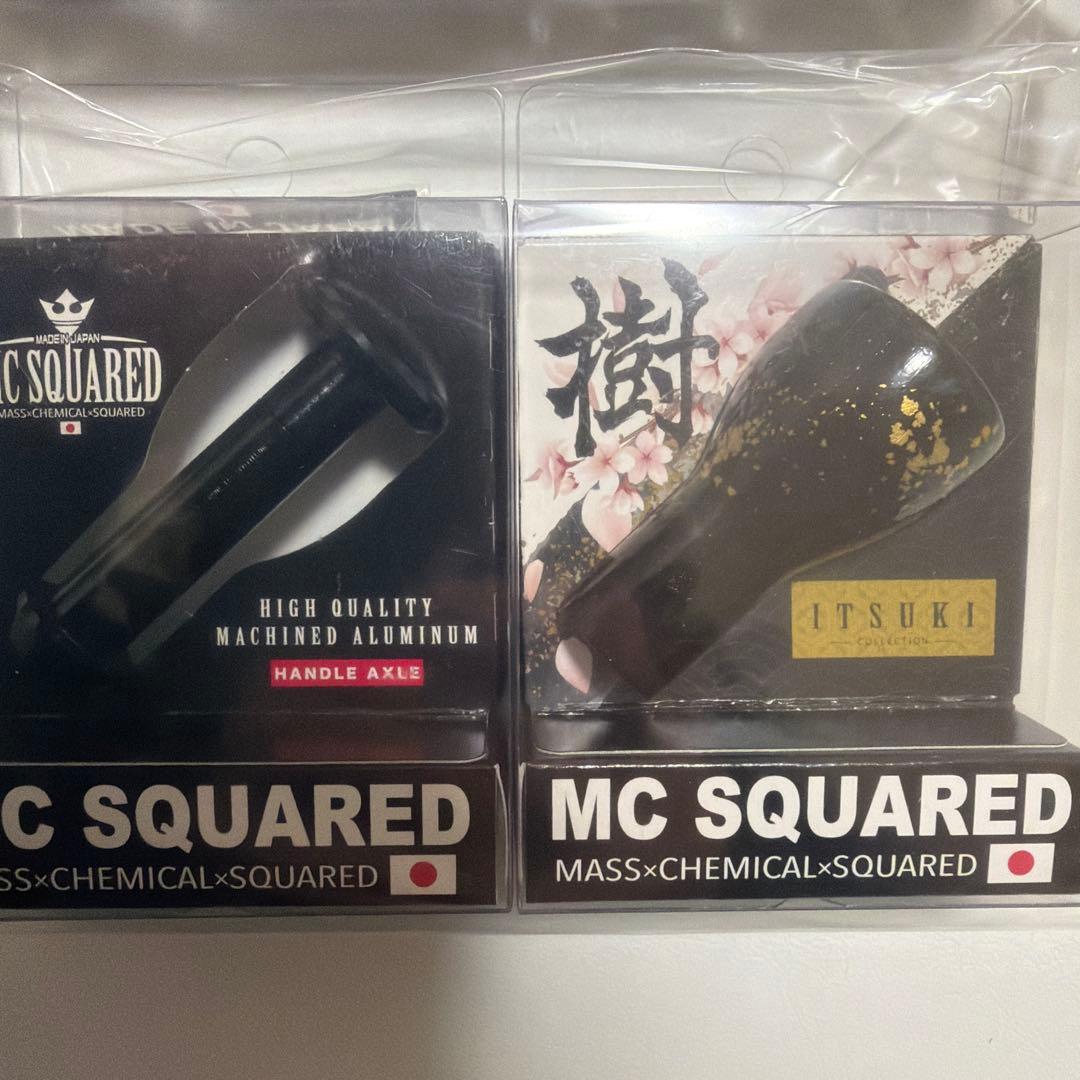 MADE IN JAPAN
MC SQUARED
MASS×CHEMICAL×SQUARED
HIGH QUALITY
MACHINED ALUMINUM
HANDLE AXLE
C SQUARED
SS×CHEMICAL×SQUARED
樹
ITSUKI
COLLECTION
MC SQUARED
MASS×CHEMICAL×SQUARED